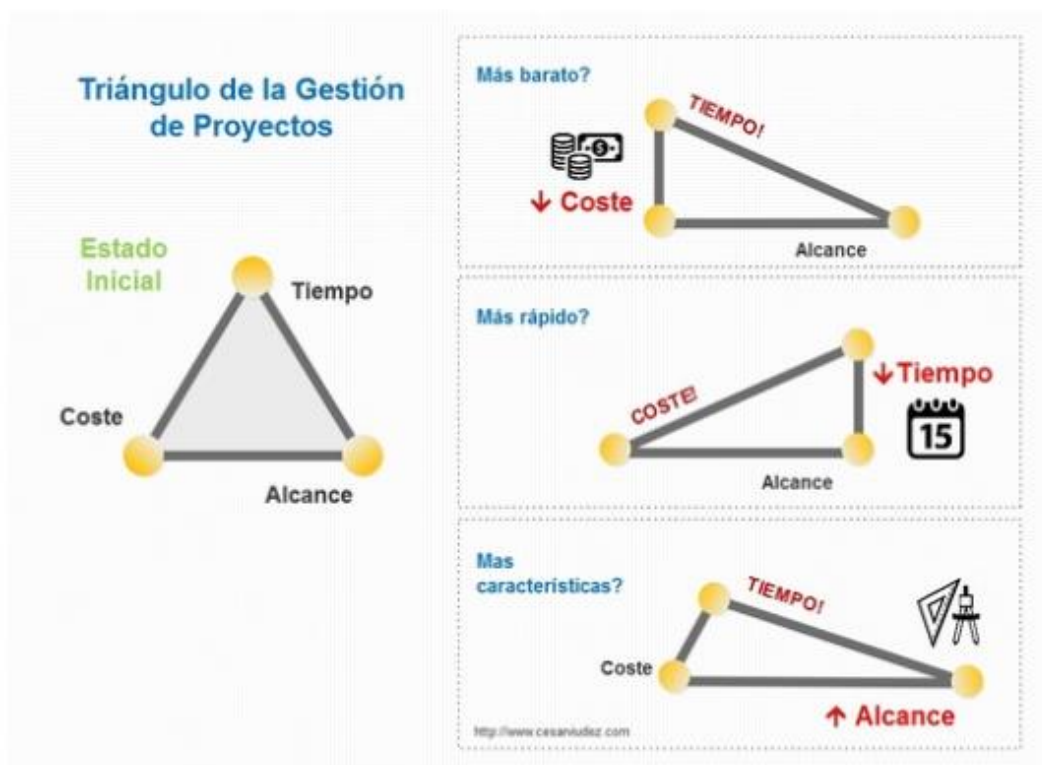 Triángulo de la Gestión
de Proyectos
Estado
Inicial
Tiempo
Coste
Alcance
Más barato?
TIEMPO!
↓ Coste
Alcance
Más rápido?
COSTE!
↓ Tiempo
15
Alcance
Mas
características?
TIEMPO!
Coste
↑ Alcance
http://www.cesarviudez.com